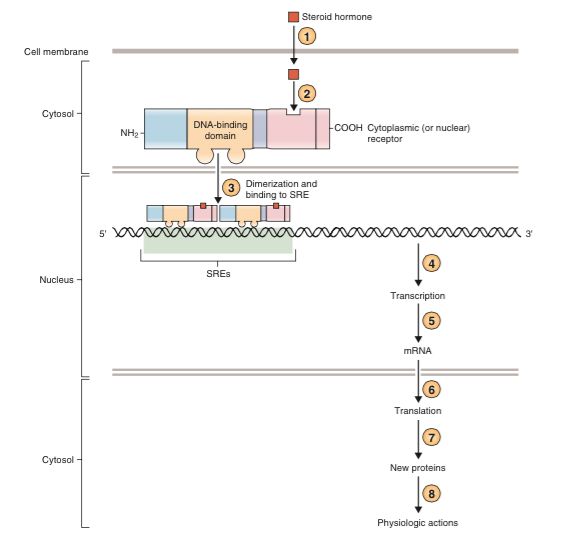 Steroid hormone
1
Cell membrane
2
Cytosol
DNA-binding
domain
NH₂
COOH Cytoplasmic (or nuclear)
receptor
3
Dimerization and
binding to SRE
5'
3'
SREs
Nucleus
4
Transcription
5
mRNA
6
Translation
7
Cytosol
New proteins
8
Physiologic actions